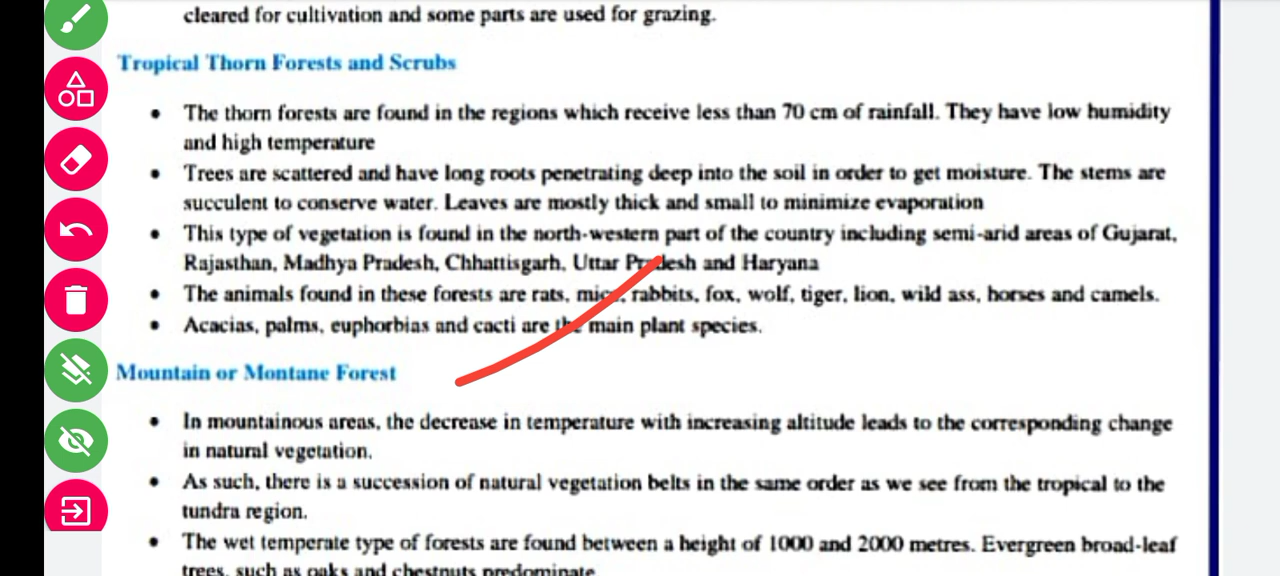 cleared for cultivation and some parts are used for grazing.
Tropical Thorn Forests and Scrubs
• The thorn forests are found in the regions which receive less than 70 cm of rainfall. They have low humidity
and high temperature
• Trees are scattered and have long roots penetrating deep into the soil in order to get moisture. The stems are
succulent to conserve water. Leaves are mostly thick and small to minimize evaporation
• This type of vegetation is found in the north-western part of the country including semi-arid areas of Gujarat,
Rajasthan, Madhya Pradesh, Chhattisgarh, Uttar Pradesh and Haryana
• The animals found in these forests are rats, mice, rabbits, fox, wolf, tiger, lion, wild ass, horses and camels.
• Acacias, palms, euphorbias and cacti are the main plant species.
Mountain or Montane Forest
• In mountainous areas, the decrease in temperature with increasing altitude leads to the corresponding change
in natural vegetation.
• As such, there is a succession of natural vegetation belts in the same order as we see from the tropical to the
tundra region.
• The wet temperate type of forests are found between a height of 1000 and 2000 metres. Evergreen broad-leaf
trees, such as oaks and chestnuts predominate